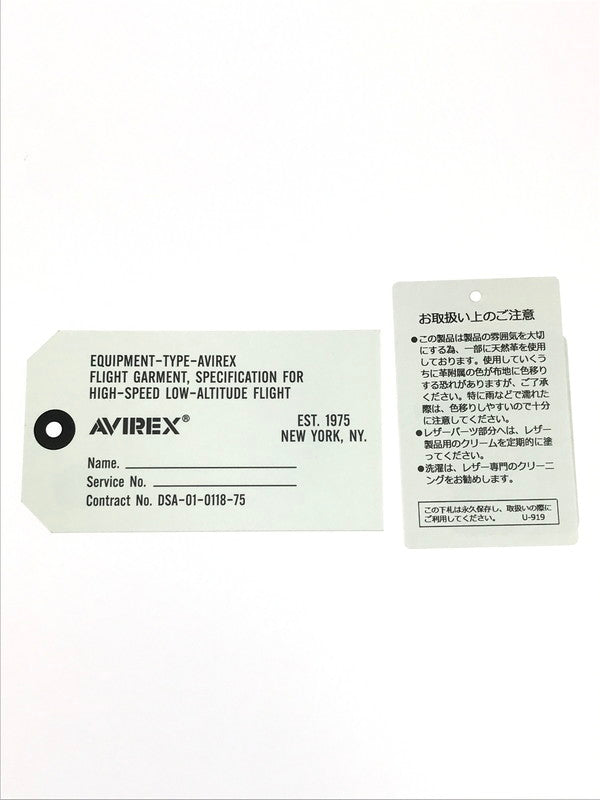 EQUIPMENT-TYPE-AVIREX
FLIGHT GARMENT, SPECIFICATION FOR
HIGH-SPEED LOW-ALTITUDE FLIGHT
AVIREX®
EST. 1975
NEW YORK, NY.
Name.
Service No.
Contract No. DSA-01-0118-75
お取扱い上のご注意
●この製品は製品の雰囲気を大切
にする為、一部に天然革を使用
しております。使用していくう
ちに革附属の色が布地に色移り
する恐れがありますが、ご了承
ください。特に雨などで濡れた
際は、色移りしやすいので十分
に注意してください。
●レザーパーツ部分へは、レザー
製品用のクリームを定期的に塗
ってください。
●洗濯は、レザー専門のクリーニ
ングをお勧めします。
この下札は永久保存し、取扱いの際に
ご利用してください。 U-919